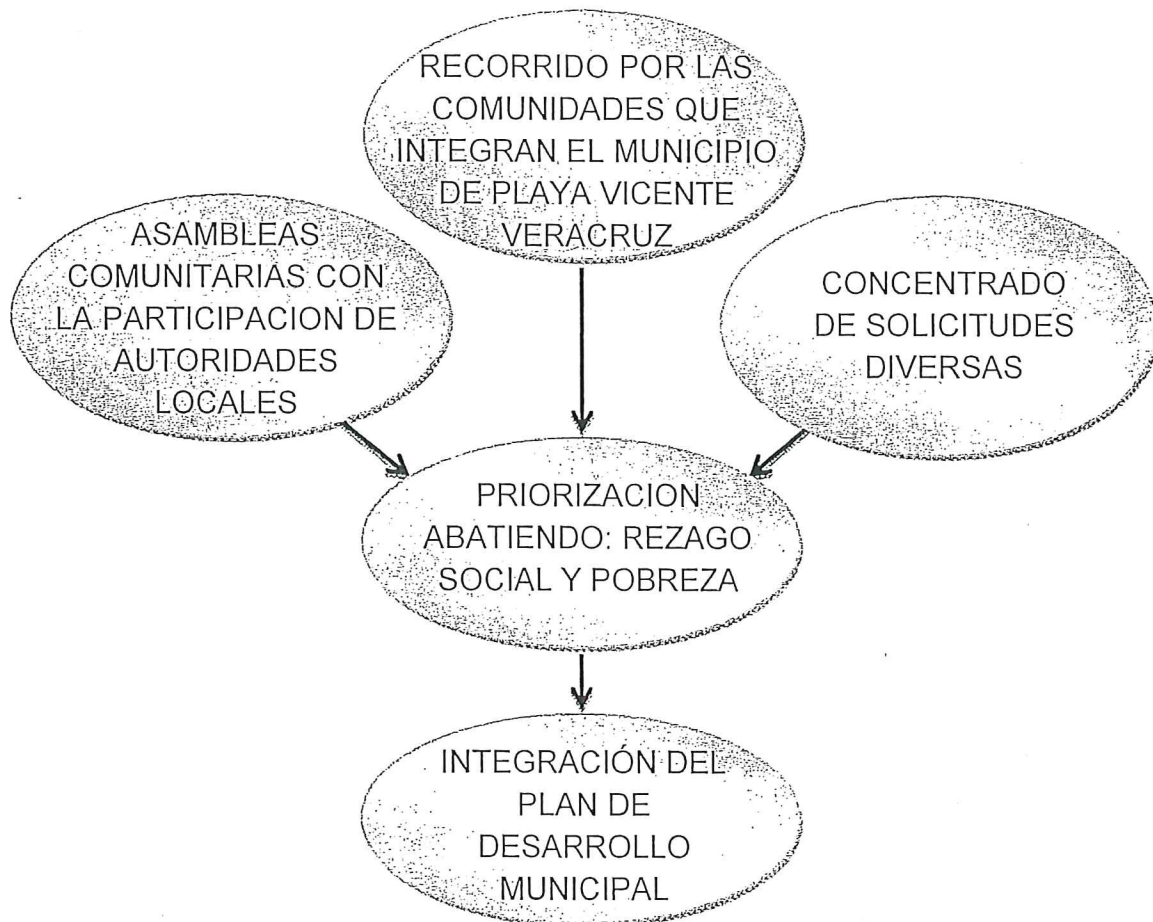 RECORRIDO POR LAS
COMUNIDADES QUE
INTEGRAN EL MUNICIPIO
DE PLAYA VICENTE
VERACRUZ
ASAMBLEAS
COMUNITARIAS CON
LA PARTICIPACION DE
AUTORIDADES
LOCALES
CONCENTRADO
DE SOLICITUDES
DIVERSAS
PRIORIZACION
ABATIENDO: REZAGO
SOCIAL Y POBREZA
INTEGRACIÓN DEL
PLAN DE
DESARROLLO
MUNICIPAL